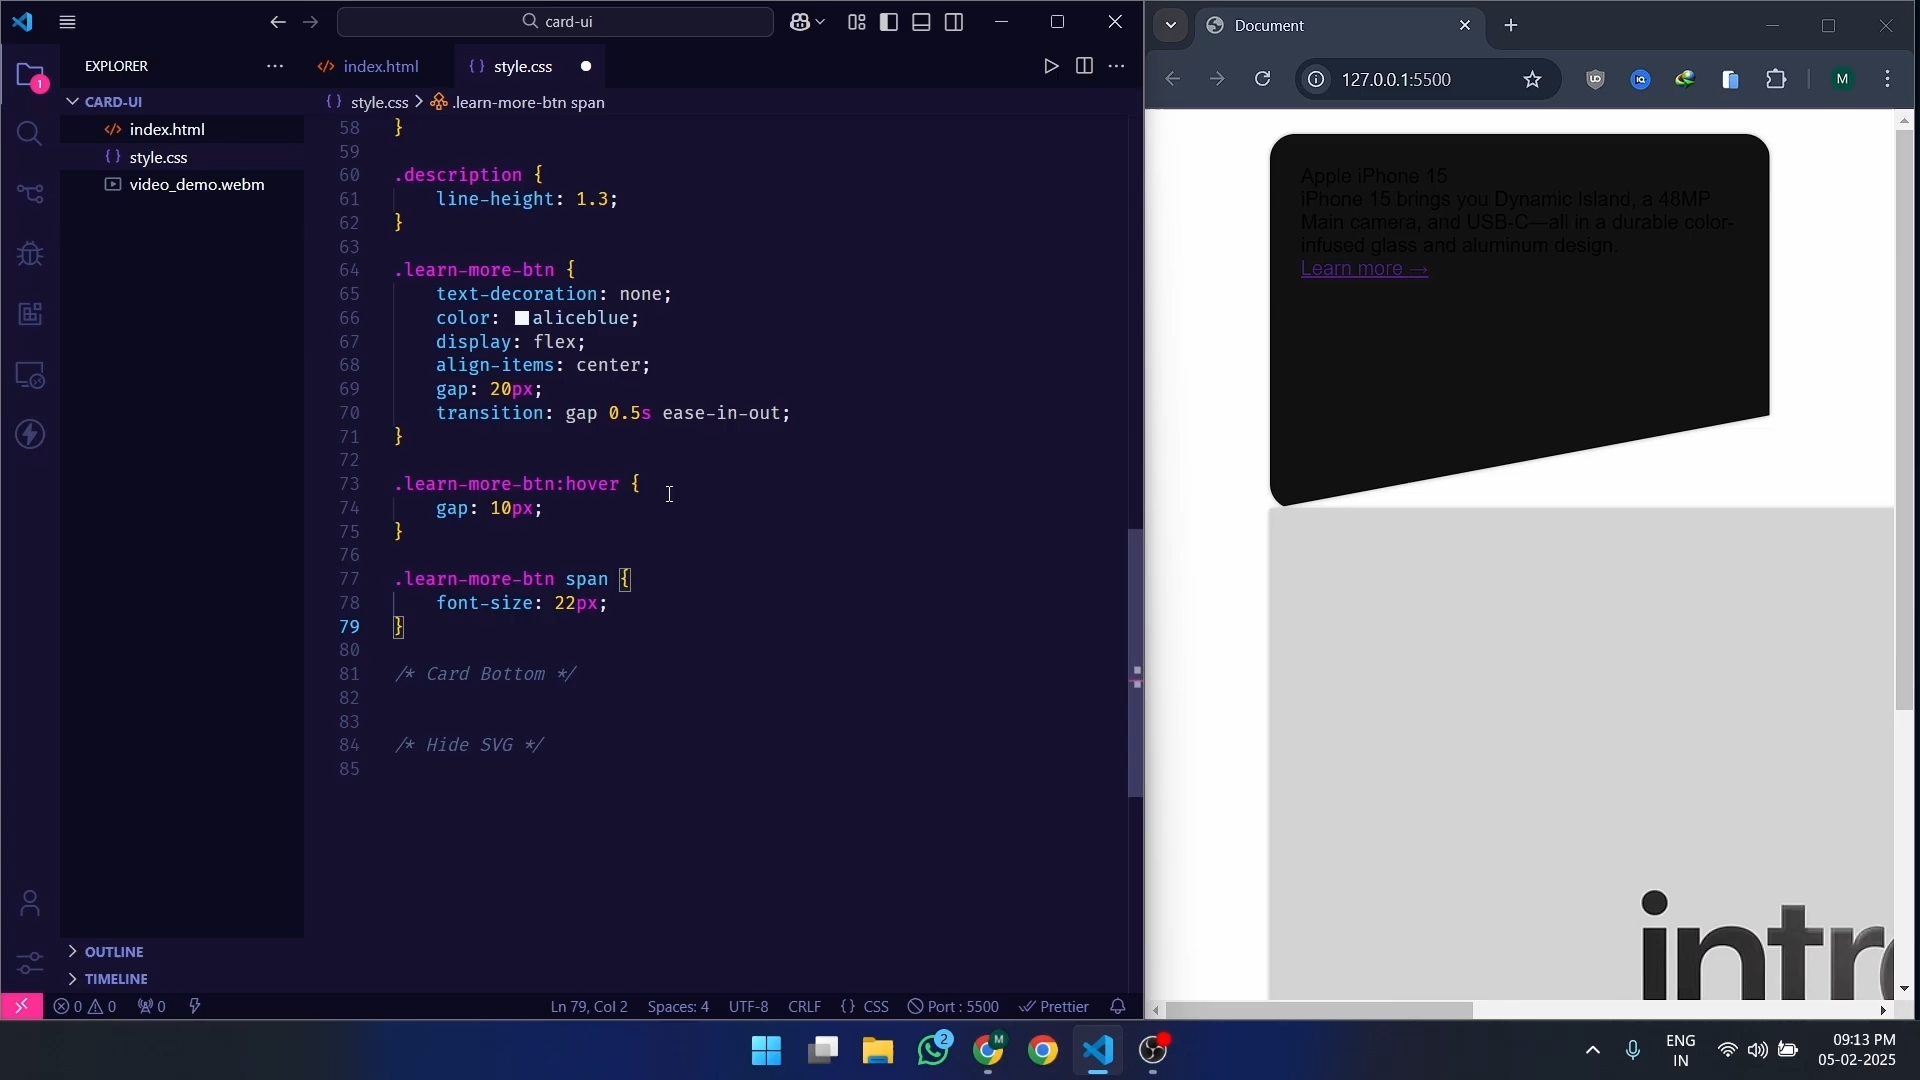 card-ui
EXPLORER
index.html
style.css
CARD-UI
index.html
style.css
video_demo.webm
OUTLINE
TIMELINE
style.css > .learn-more-btn span
58 }
59
60 .description {
61 line-height: 1.3;
62 }
63
64 .learn-more-btn {
65 text-decoration: none;
66 color: aliceblue;
67 display: flex;
68 align-items: center;
69 gap: 20px;
70 transition: gap 0.5s ease-in-out;
71 }
72
73 .learn-more-btn:hover {
74 gap: 10px;
75 }
76
77 .learn-more-btn span {
78 font-size: 22px;
79 }
80
81 /* Card Bottom */
82
83
84 /* Hide SVG */
85
1
0 0 0 Ln 79, Col 2 Spaces: 4 UTF-8 CRLF {} CSS Port : 5500 Prettier
Document
127.0.0.1:5500
M
Apple iPhone 15
iPhone 15 brings you Dynamic Island, a 48MP
Main camera, and USB-C—all in a durable color-
infused glass and aluminum design.
Learn more →
intro
2
M
ENG
IN
09:13 PM
05-02-2025